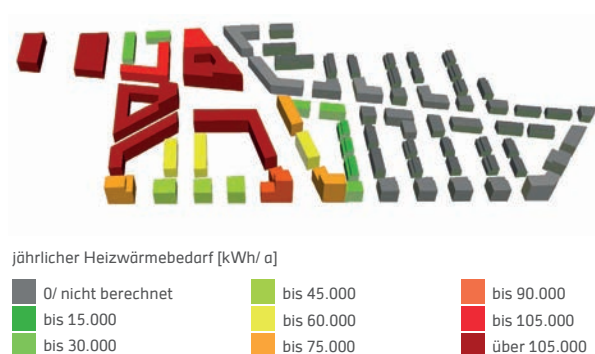 jährlicher Heizwärmebedarf [kWh/ a]
0/ nicht berechnet
bis 15.000
bis 30.000
bis 45.000
bis 60.000
bis 75.000
bis 90.000
bis 105.000
über 105.000